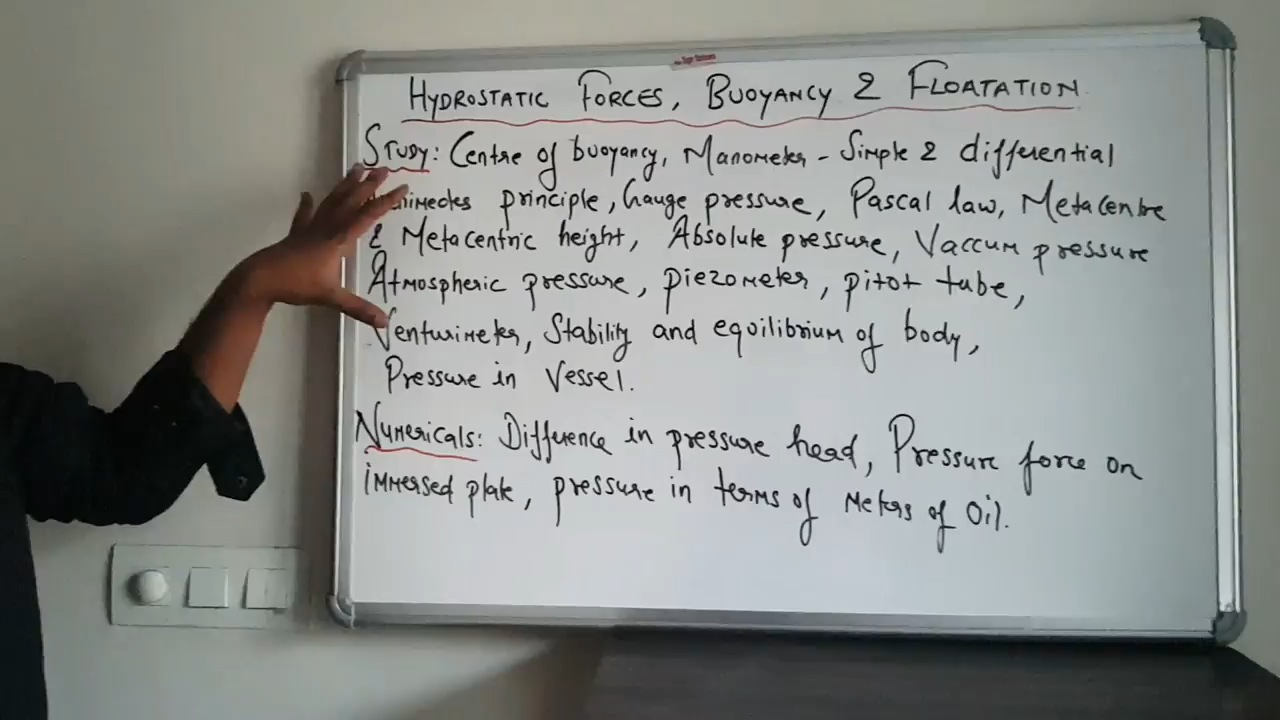 HYDROSTATIC FORCES, BUOYANCY & FLOATATION
STUDY: Centre of buoyancy, Manometer - Simple & differential
principle, Gauge pressure, Pascal law, Metacentre
& Metacentric height, Absolute pressure, Vaccum pressure
Atmospheric pressure, piezometer, pitot tube,
Venturimeter, Stability and equilibrium of body,
Pressure in Vessel.
Numericals: Difference in pressure head, Pressure force on
immersed plate, pressure in terms of meters of oil.